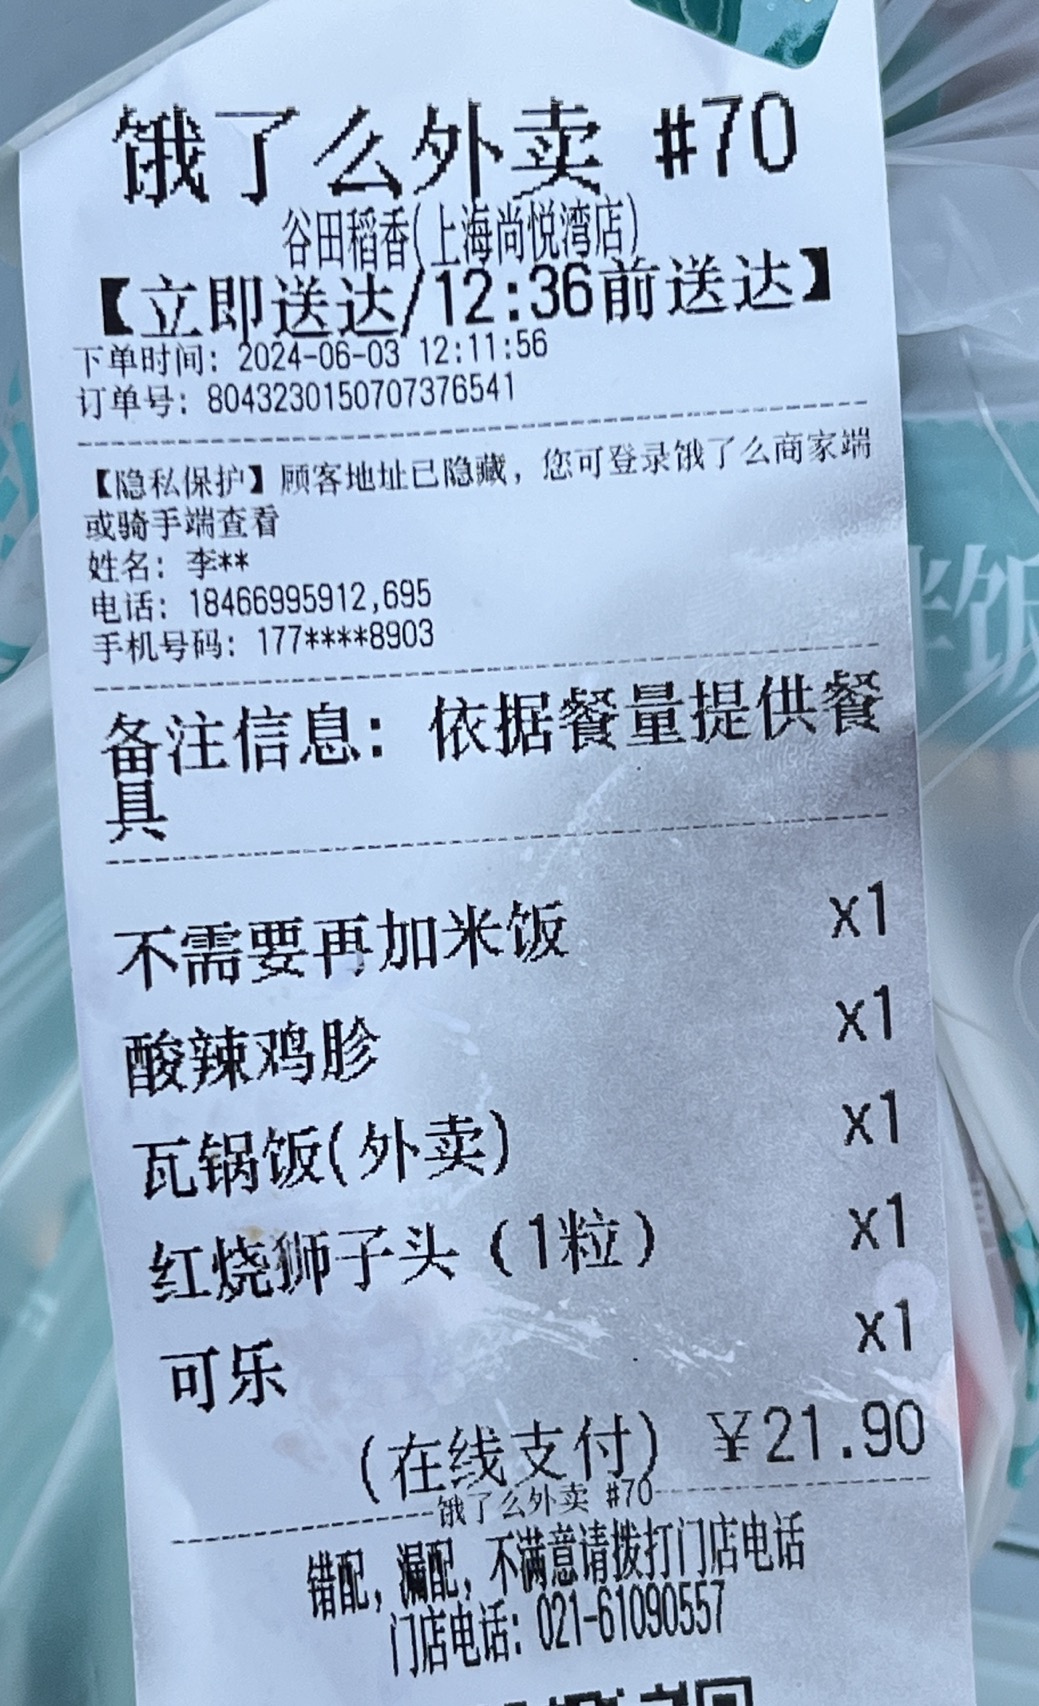 饿了么外卖 #70
谷田稻香(上海尚悦湾店)
【立即送达/12:36前送达】
下单时间: 2024-06-03 12:11:56
订单号: 8043230150707376541
【隐私保护】顾客地址已隐藏，您可登录饿了么商家端
或骑手端查看
姓名: 李**
电话: 18466995912,695
手机号码: 177****8903
备注信息: 依据餐量提供餐
具
不需要再加米饭 x1
酸辣鸡胗 x1
瓦锅饭(外卖) x1
红烧狮子头（1粒） x1
可乐 x1
(在线支付) ￥21.90
饿了么外卖 #70
错配，漏配，不满意请拨打门店电话
门店电话: 021-61090557
拌饭